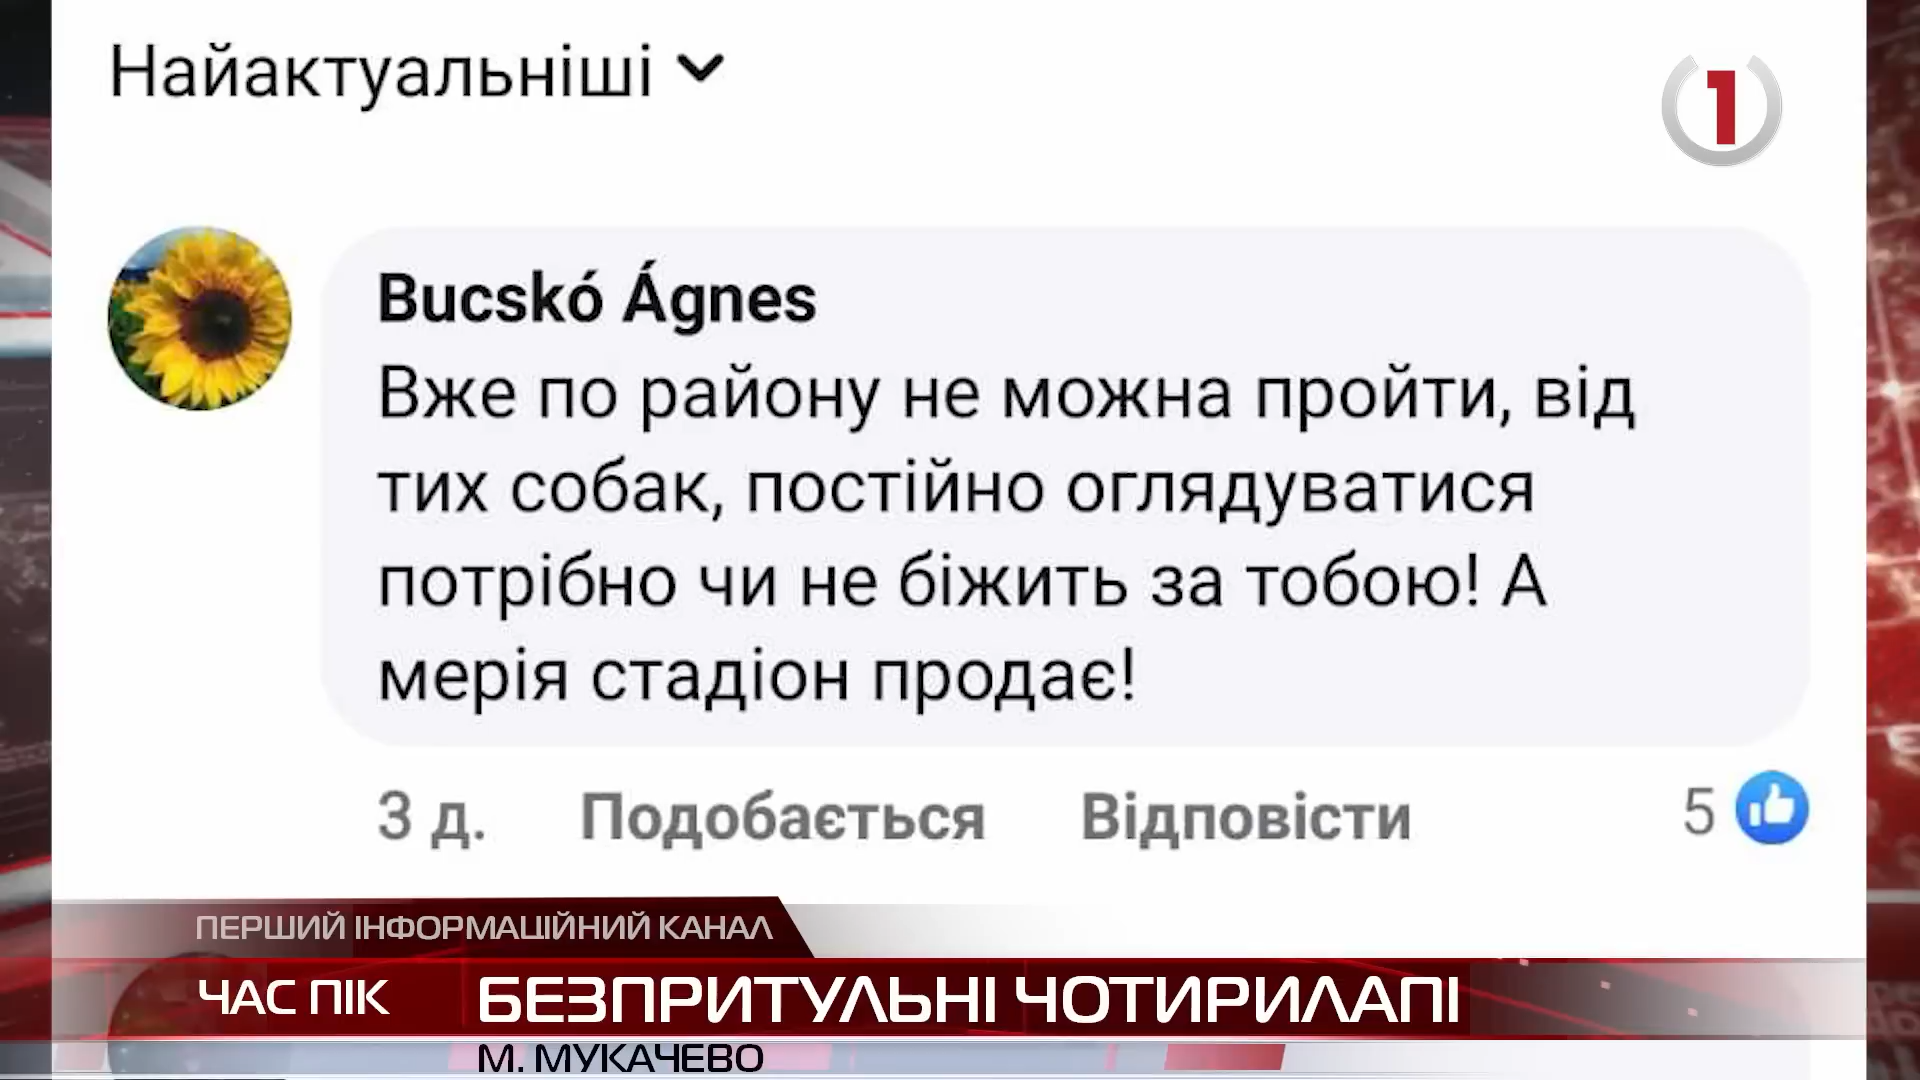 Найактуальніші
1
Bucskó Ágnes
Вже по району не можна пройти, від
тих собак, постійно оглядуватися
потрібно чи не біжить за тобою! А
мерія стадіон продає!
3 д. Подобається Відповісти 5
ПЕРШИЙ ІНФОРМАЦІЙНИЙ КАНАЛ
ЧАС ПІК БЕЗПРИТУЛЬНІ ЧОТИРИЛАПІ
М. МУКАЧЕВО